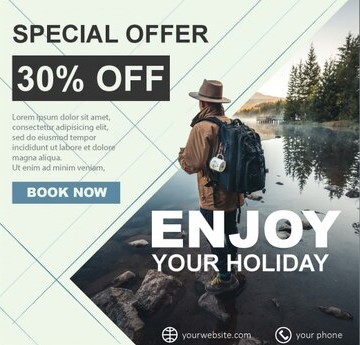 SPECIAL OFFER
30% OFF
Lorem ipsum dolor sit amet,
consectetur adipisicing elit,
sed do eiusmod tempor
incididunt ut labore et dolore
magna aliqua.
Ut enim ad minim veniam,
BOOK NOW
ENJOY
YOUR HOLIDAY
yourwebsite.com
your phone